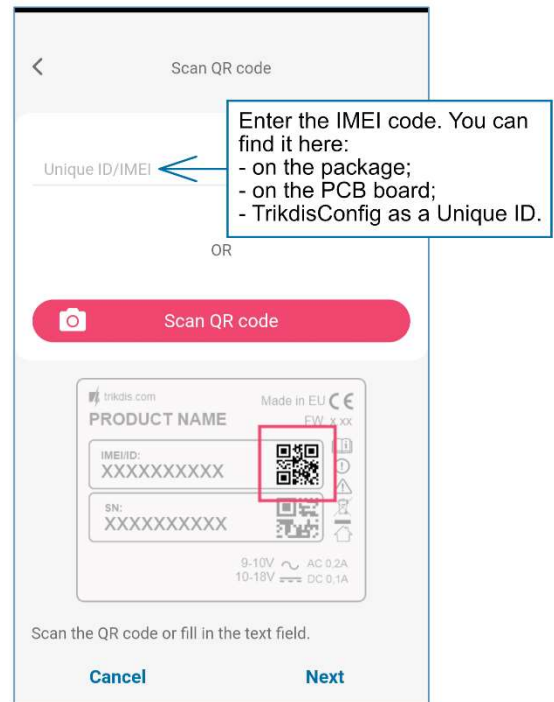 Scan QR code
Enter the IMEI code. You can
find it here:
- on the package;
- on the PCB board;
- TrikdisConfig as a Unique ID.
Unique ID/IMEI
OR
Scan QR code
trikdis.com
Made in EU CE
PRODUCT NAME
FW. x.xx
IMEI/ID:
XXXXXXXXXX
SN:
XXXXXXXXXX
9-10V AC 0,2A
10-18V DC 0,1A
Scan the QR code or fill in the text field.
Cancel Next